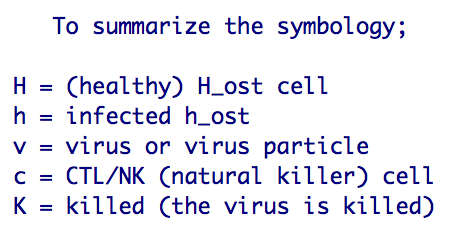 To summarize the symbology;
H = (healthy) H_ost cell
h = infected h_ost
v = virus or virus particle
c = CTL/NK (natural killer) cell
K = killed (the virus is killed)